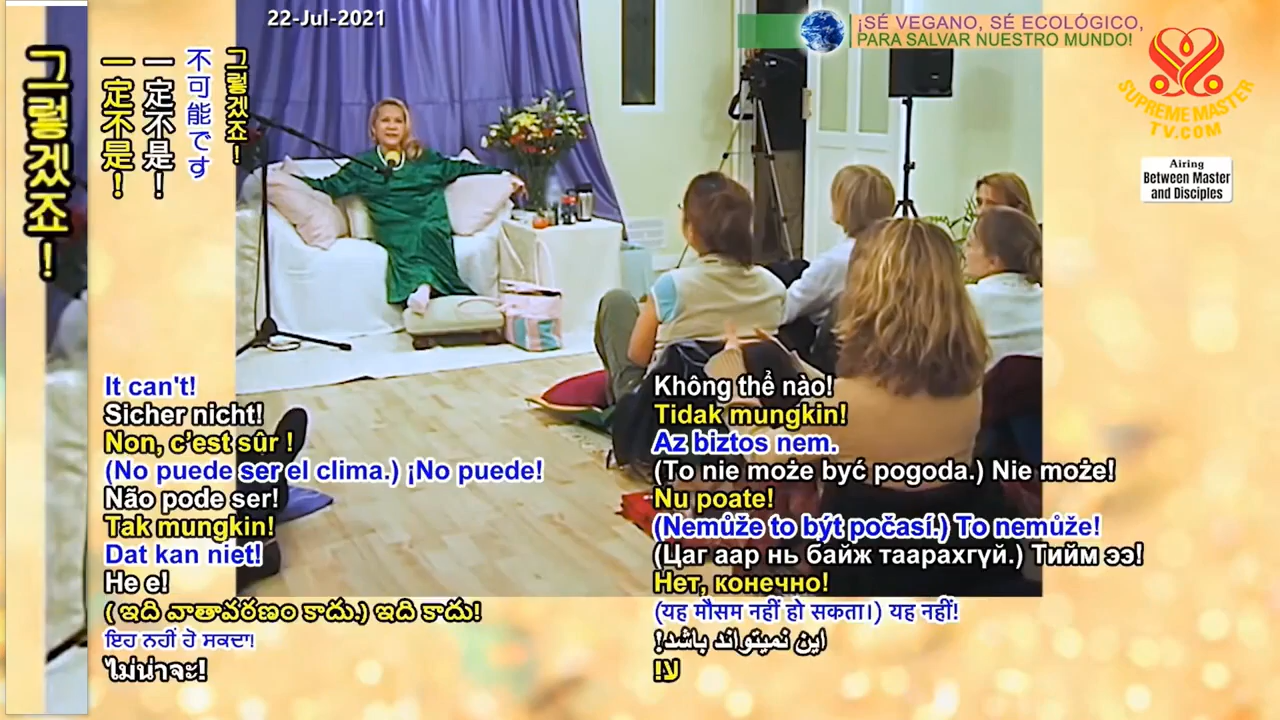 22-Jul-2021
¡SÉ VEGANO, SÉ ECOLÓGICO,
PARA SALVAR NUESTRO MUNDO!
SUPREME MASTER
TV.COM
Airing
Between Master
and Disciples
그렇겠죠!
一定不是!
一定不是!
不可能です
그렇겠죠!
It can't!
Sicher nicht!
Non, c'est sûr !
(No puede ser el clima.) ¡No puede!
Não pode ser!
Tak mungkin!
Dat kan niet!
Не е!
( ఇది వాతావరణం కాదు.) ఇది కాదు!
ਇਹ ਨਹੀਂ ਹੋ ਸਕਦਾ!
ไม่น่าจะ!
Không thể nào!
Tidak mungkin!
Az biztos nem.
(To nie może być pogoda.) Nie może!
Nu poate!
(Nemůže to být počasí.) To nemůže!
(Цаг аар нь байж таарахгүй.) Тийм ээ!
Нет, конечно!
(यह मौसम नहीं हो सकता।) यह नहीं!
این نمیتواند باشد!
لا!